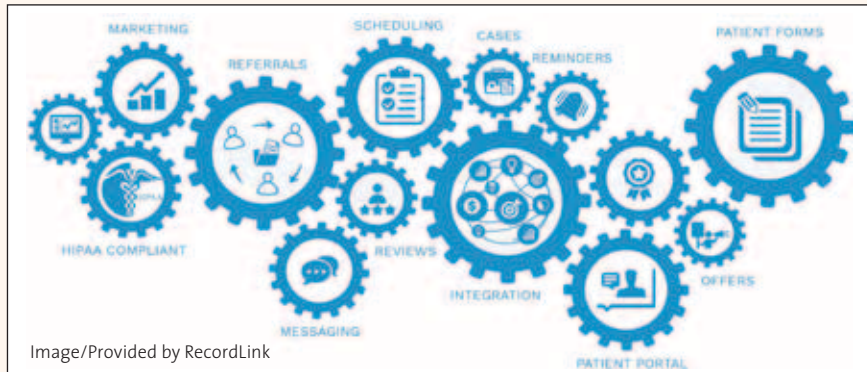 MARKETING
SCHEDULING
CASES
PATIENT FORMS
REFERRALS
REMINDERS
HIPAA COMPLIANT
REVIEWS
INTEGRATION
OFFERS
MESSAGING
PATIENT PORTAL
Image/Provided by RecordLink